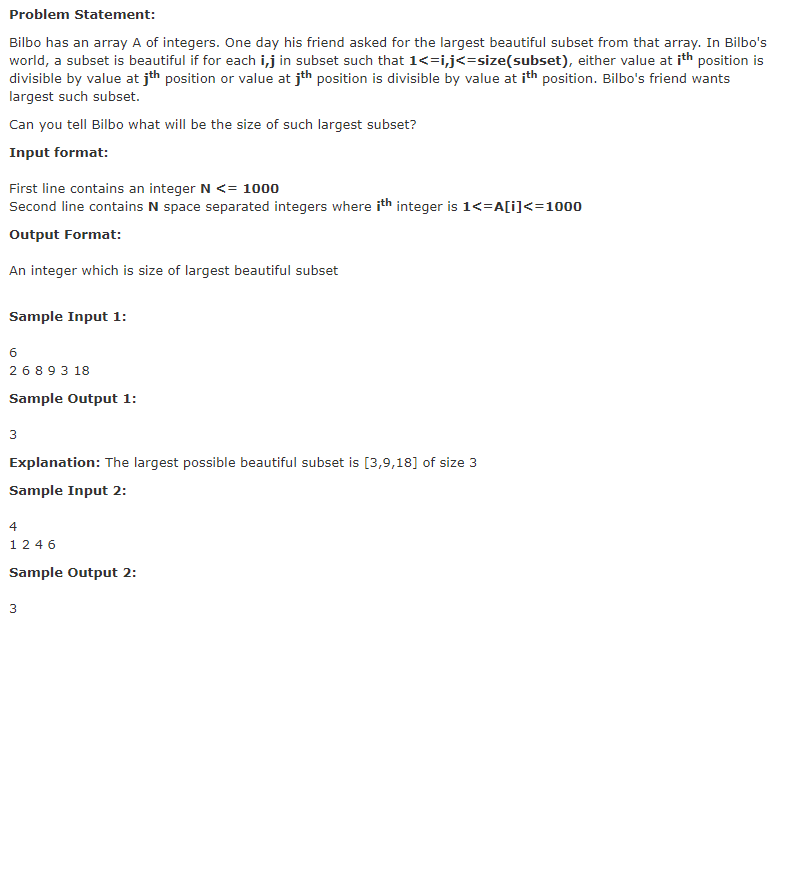 Problem Statement:
Bilbo has an array A of integers. One day his friend asked for the largest beautiful subset from that array. In Bilbo's
world, a subset is beautiful if for each i,j in subset such that 1<=i,j<=size(subset), either value at ith position is
divisible by value at jth position or value at jth position is divisible by value at ith position. Bilbo's friend wants
largest such subset.
Can you tell Bilbo what will be the size of such largest subset?
Input format:
First line contains an integer N <= 1000
Second line contains N space separated integers where ith integer is 1<=A[i]<=1000
Output Format:
An integer which is size of largest beautiful subset
Sample Input 1:
6
2 6 8 9 3 18
Sample Output 1:
3
Explanation: The largest possible beautiful subset is [3,9,18] of size 3
Sample Input 2:
4
1 2 4 6
Sample Output 2:
3